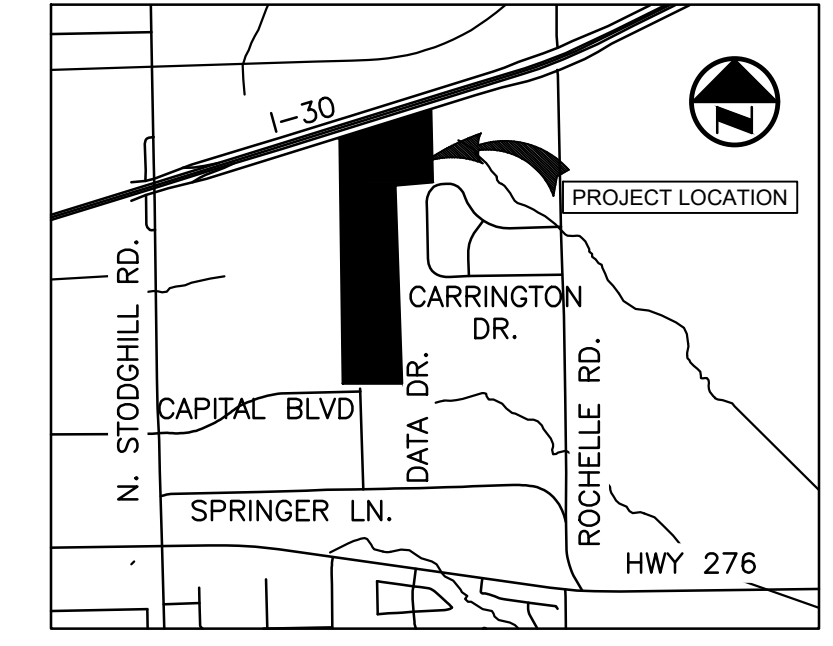 I-30
N
PROJECT LOCATION
CARRINGTON
DR.
N. STODGHILL RD.
DATA DR.
ROCHELLE RD.
CAPITAL BLVD
SPRINGER LN.
HWY 276